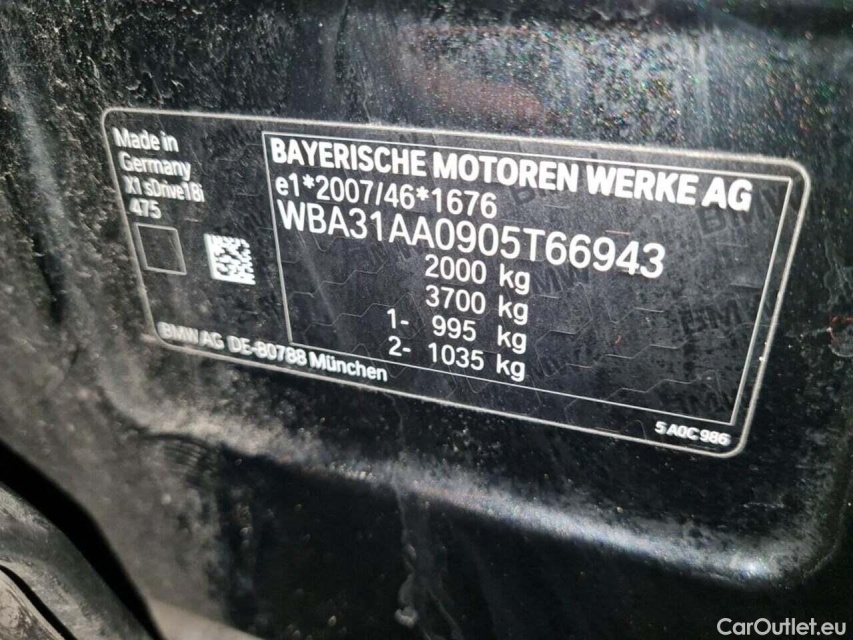 Made in
Germany
X1 sDrive18i
475
BAYERISCHE MOTOREN WERKE AG
e1*2007/46*1676
WBA31AA0905T66943
2000 kg
3700 kg
1- 995 kg
2- 1035 kg
BMW AG DE-80788 München
5 AQC 986
CarOutlet.eu